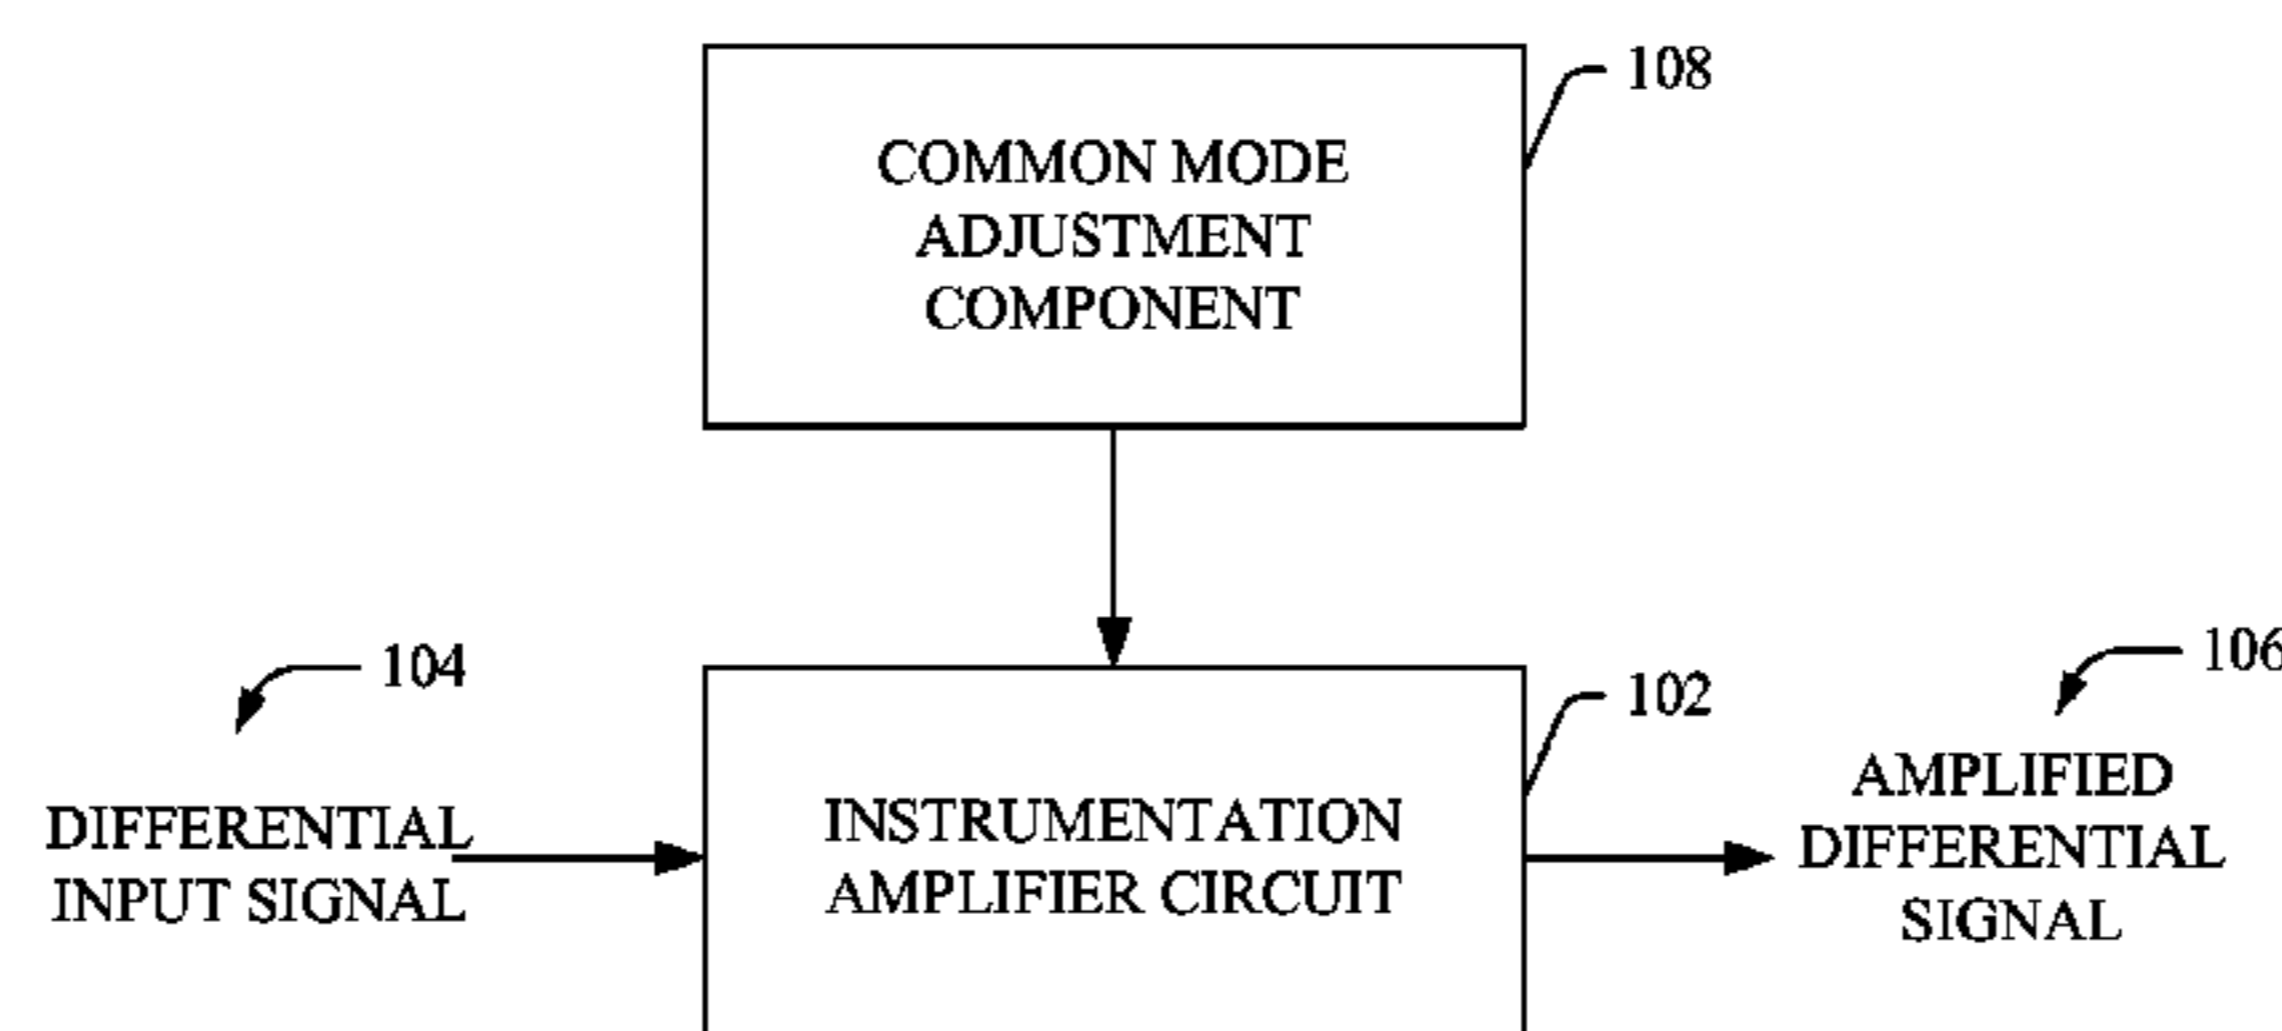 108
COMMON MODE
ADJUSTMENT
COMPONENT
104
106
102
DIFFERENTIAL
INPUT SIGNAL
INSTRUMENTATION
AMPLIFIER CIRCUIT
AMPLIFIED
DIFFERENTIAL
SIGNAL